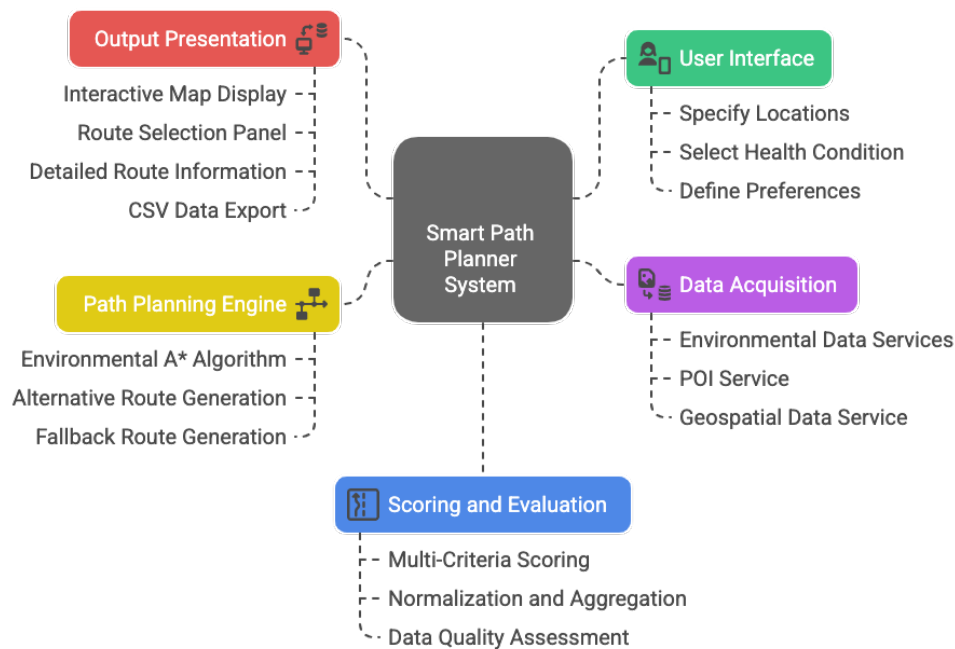 Output Presentation
Interactive Map Display
Route Selection Panel
Detailed Route Information
CSV Data Export
User Interface
Specify Locations
Select Health Condition
Define Preferences
Smart Path
Planner
System
Path Planning Engine
Environmental A* Algorithm
Alternative Route Generation
Fallback Route Generation
Data Acquisition
Environmental Data Services
POI Service
Geospatial Data Service
Scoring and Evaluation
Multi-Criteria Scoring
Normalization and Aggregation
Data Quality Assessment